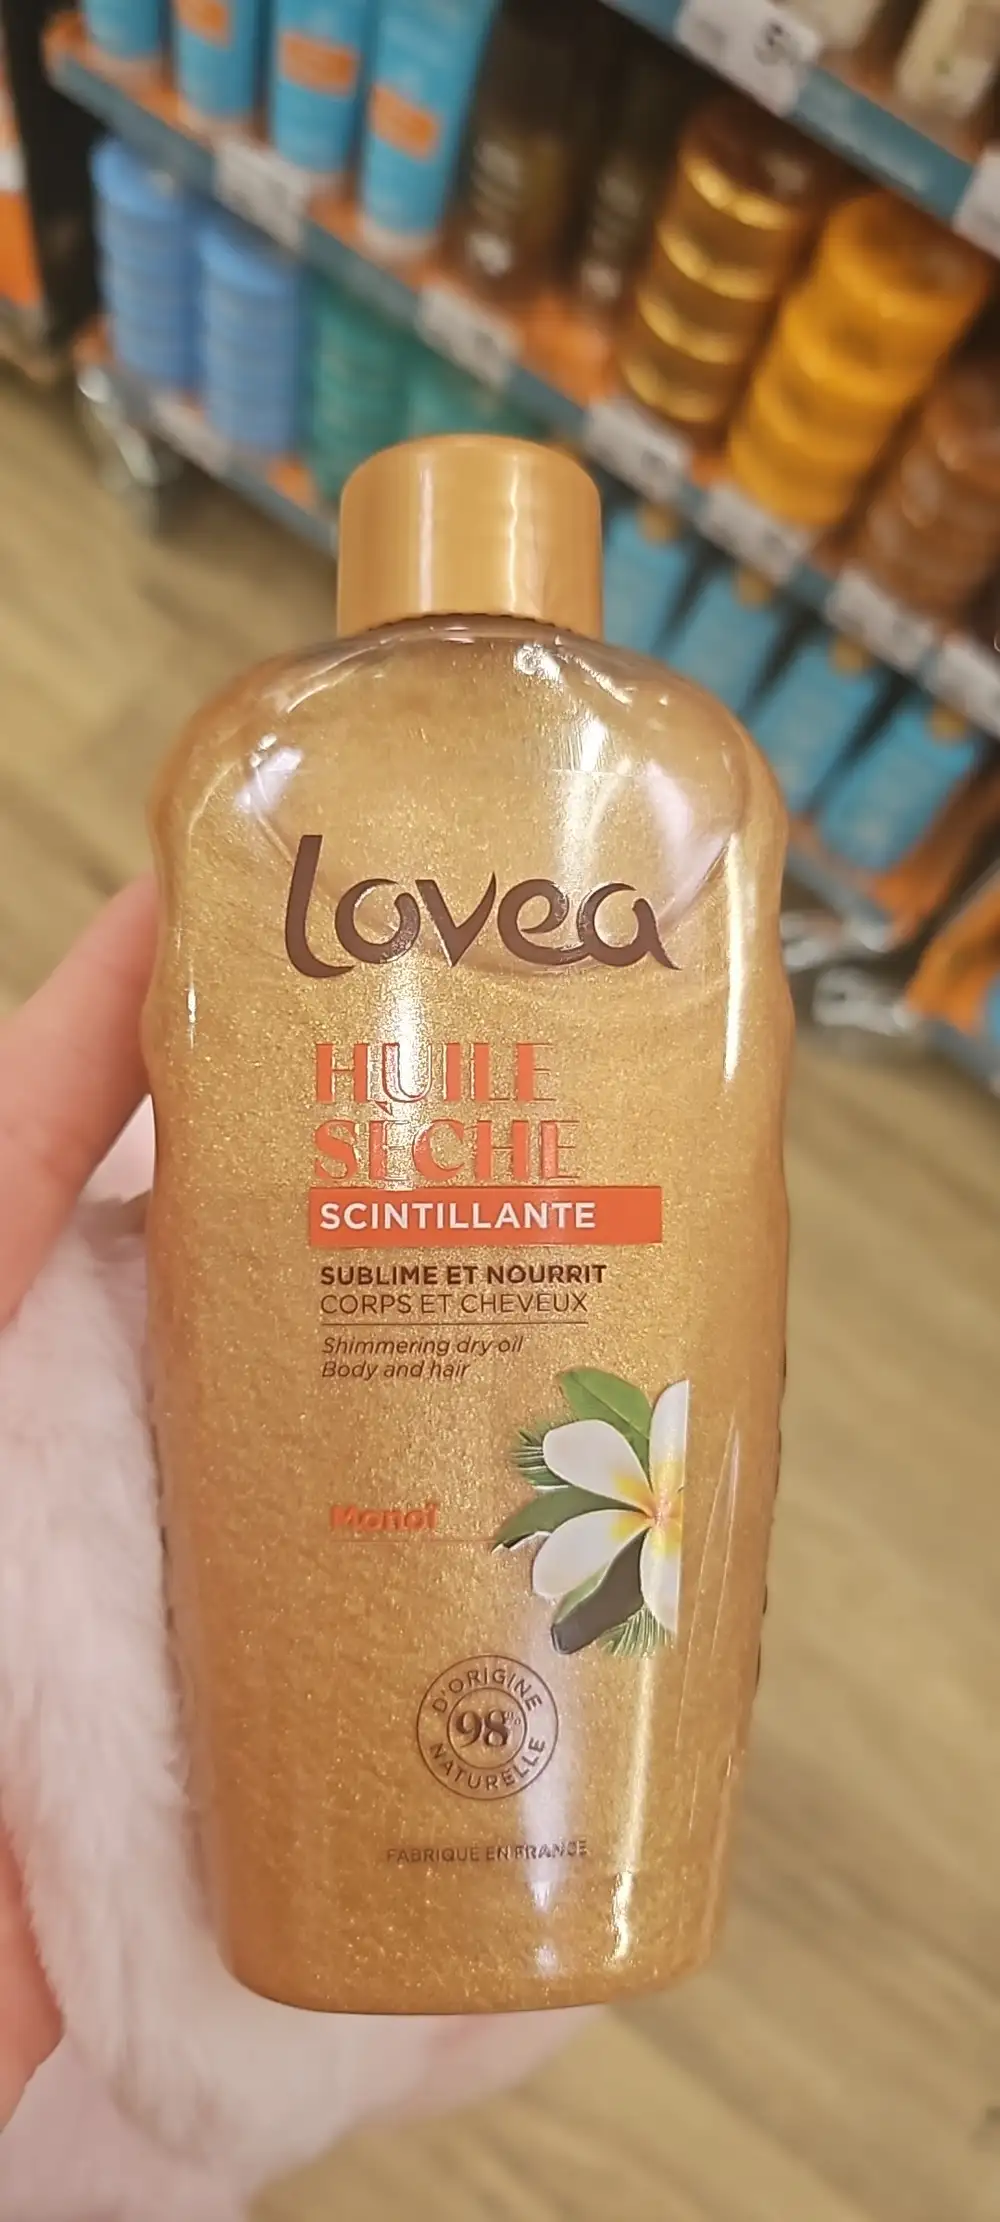 lovea
HUILE
SÈCHE
SCINTILLANTE
SUBLIME ET NOURRIT
CORPS ET CHEVEUX
Shimmering dry oil
Body and hair
Monoï
D'ORIGINE
98%
NATURELLE
FABRIQUÉ EN FRANCE